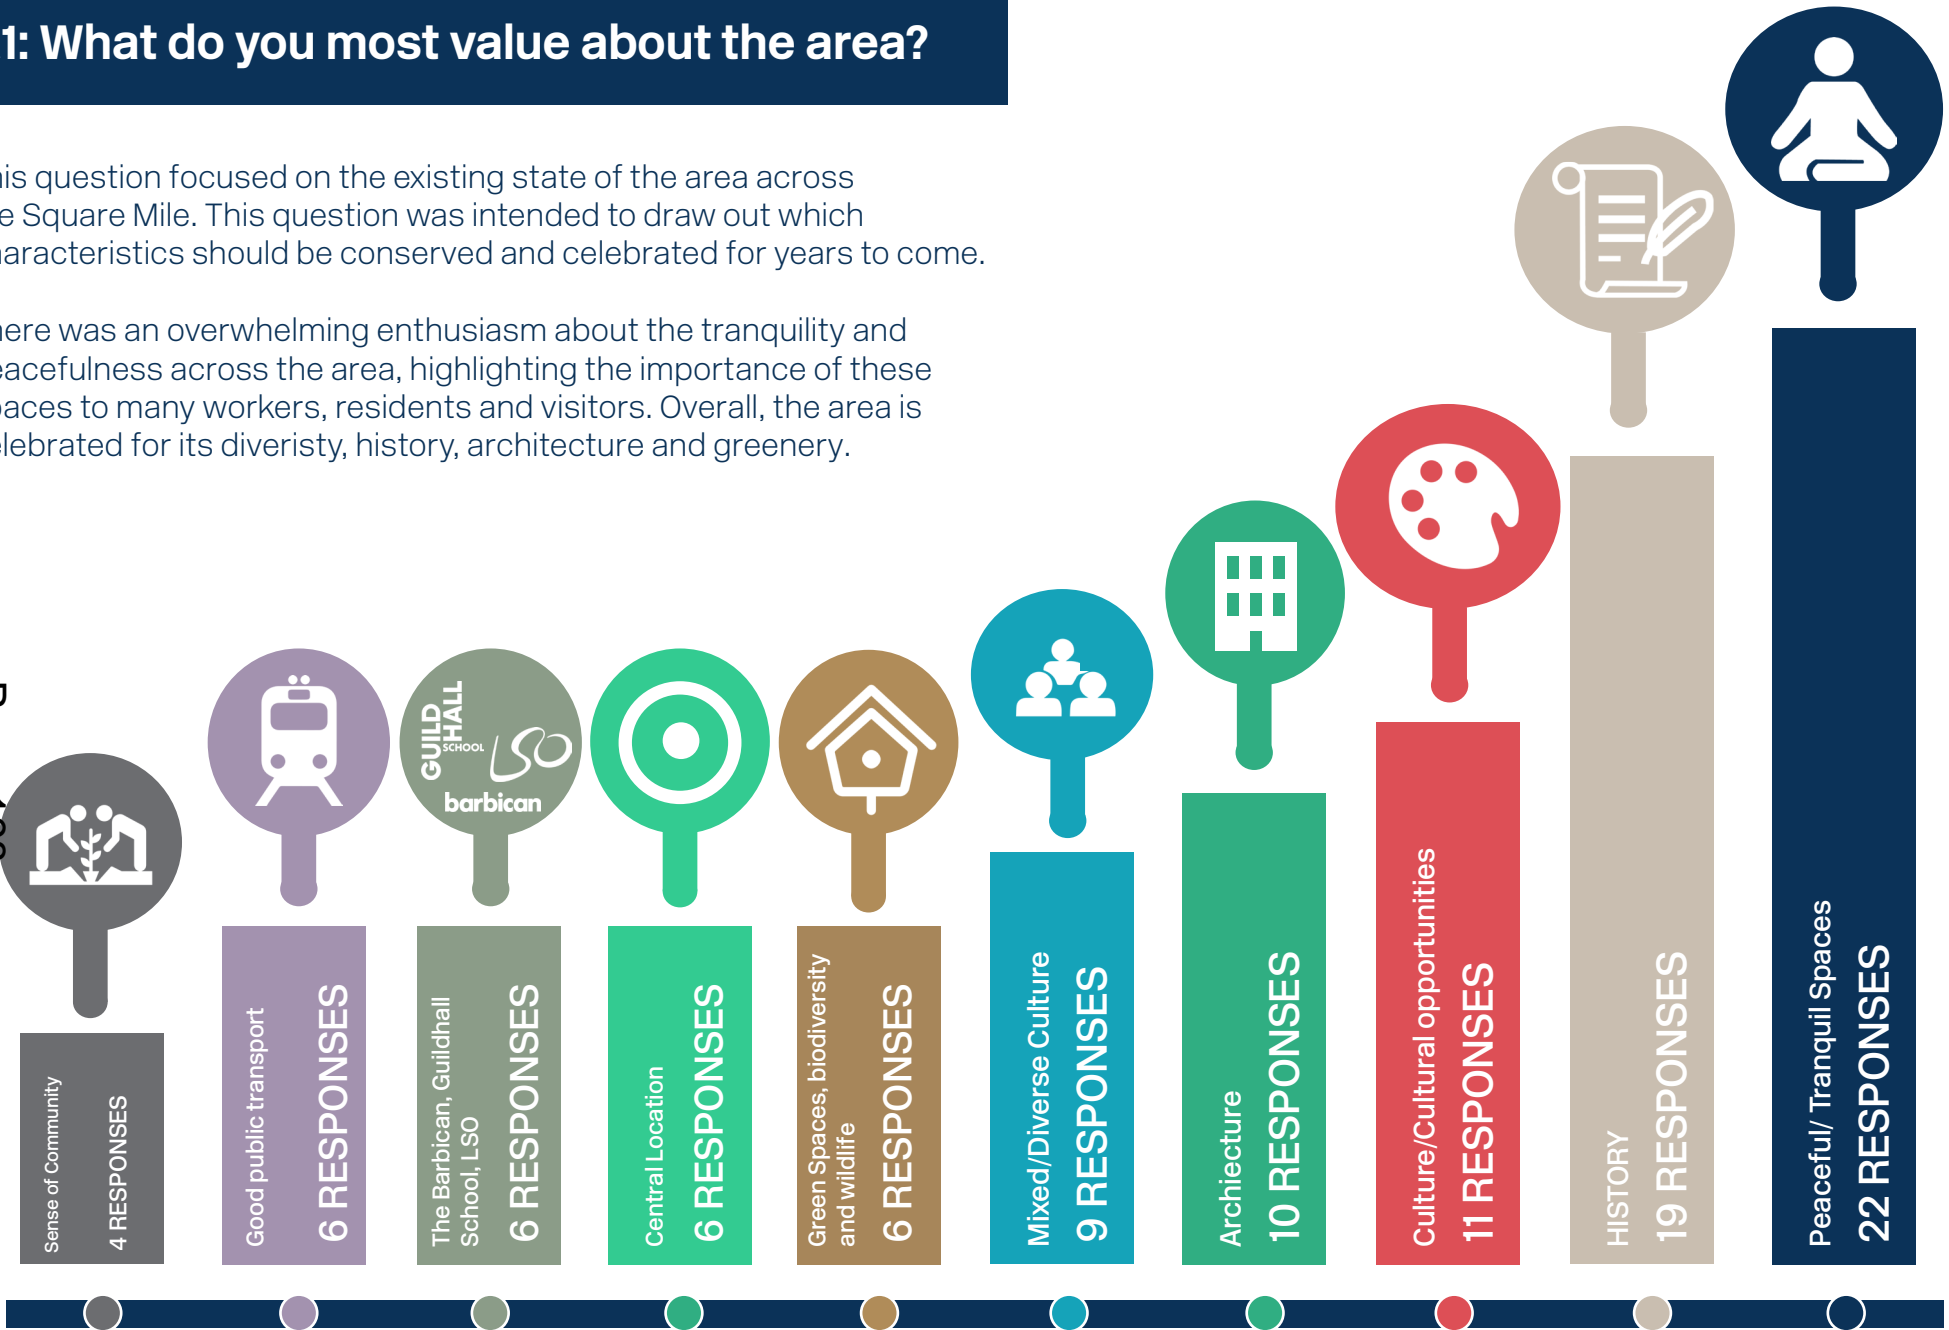 1: What do you most value about the area?
is question focused on the existing state of the area across
e Square Mile. This question was intended to draw out which
aracteristics should be conserved and celebrated for years to come.
ere was an overwhelming enthusiasm about the tranquility and
eacefulness across the area, highlighting the importance of these
paces to many workers, residents and visitors. Overall, the area is
elebrated for its diveristy, history, architecture and greenery.
GUILD
HALL
SCHOOL
LSO
barbican
Sense of Community
4 RESPONSES
Good public transport
6 RESPONSES
The Barbican, Guildhall
School, LSO
6 RESPONSES
Central Location
6 RESPONSES
Green Spaces, biodiversity
and wildlife
6 RESPONSES
Mixed/Diverse Culture
9 RESPONSES
Archiecture
10 RESPONSES
Culture/Cultural opportunities
11 RESPONSES
HISTORY
19 RESPONSES
Peaceful/ Tranquil Spaces
22 RESPONSES